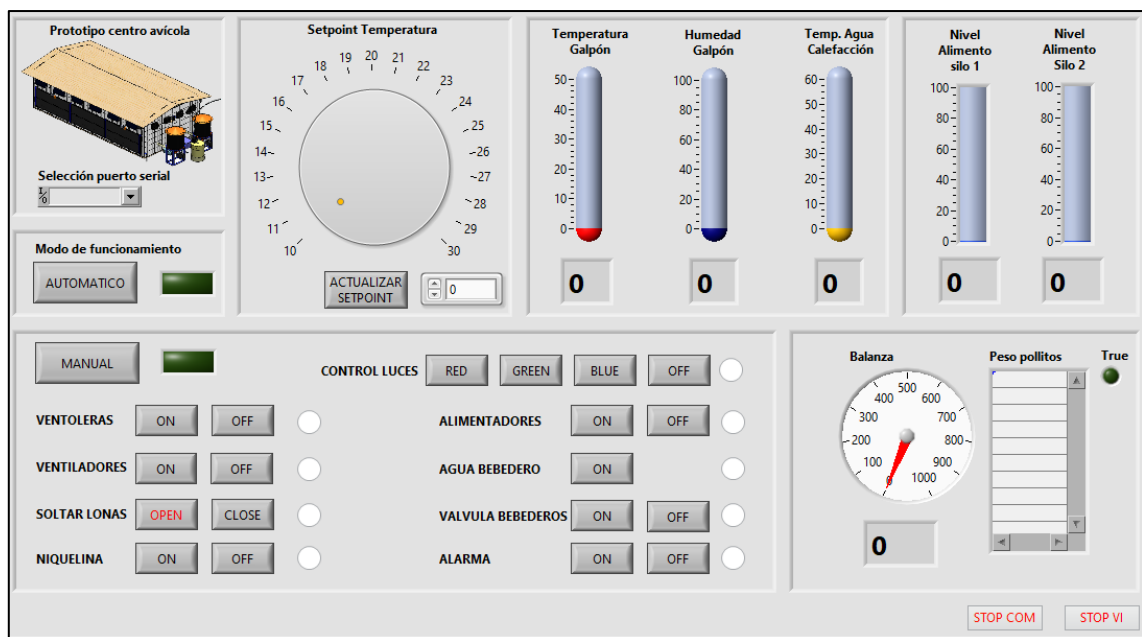 Prototipo centro avícola
Selección puerto serial
I/0
Modo de funcionamiento
AUTOMATICO
Setpoint Temperatura
10 11 12 13 14 15 16 17 18 19 20 21 22 23 24 25 26 27 28 29 30
ACTUALIZAR
SETPOINT
0
Temperatura
Galpón
50
40
30
20
10
0
0
Humedad
Galpón
100
80
60
40
20
0
0
Temp. Agua
Calefacción
60
50
40
30
20
10
0
0
Nivel
Alimento
silo 1
100
80
60
40
20
0
0
Nivel
Alimento
Silo 2
100
80
60
40
20
0
0
MANUAL
CONTROL LUCES RED GREEN BLUE OFF
VENTOLERAS ON OFF
ALIMENTADORES ON OFF
VENTILADORES ON OFF
AGUA BEBEDERO ON
SOLTAR LONAS OPEN CLOSE
VALVULA BEBEDEROS ON OFF
NIQUELINA ON OFF
ALARMA ON OFF
Balanza
0 100 200 300 400 500 600 700 800 900 1000
0
Peso pollitos
True
STOP COM
STOP VI